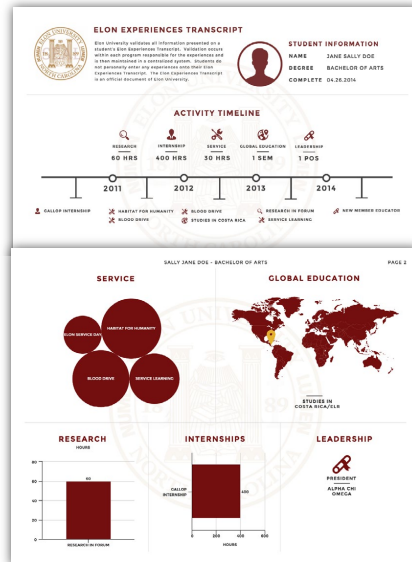 ELON EXPERIENCES TRANSCRIPT
Elon University validates all information presented on a
student's Elon Experiences Transcript. Validation occurs
within each program responsible for the experiences and
is then maintained in a centralized system. Students do
not personally enter any experiences onto their Elon
Experiences Transcript. The Elon Experiences Transcript
is an official document of Elon University.
STUDENT INFORMATION
NAME JANE SALLY DOE
DEGREE BACHELOR OF ARTS
COMPLETE 04.26.2014
ACTIVITY TIMELINE
RESEARCH INTERNSHIP SERVICE GLOBAL EDUCATION LEADERSHIP
60 HRS 400 HRS 30 HRS 1 SEM 1 POS
2011 2012 2013 2014
GALLOP INTERNSHIP HABITAT FOR HUMANITY BLOOD DRIVE RESEARCH IN FORUM NEW MEMBER EDUCATOR
BLOOD DRIVE STUDIES IN COSTA RICA SERVICE LEARNING
SALLY JANE DOE - BACHELOR OF ARTS PAGE 2
SERVICE
ELON SERVICE DAY
HABITAT FOR HUMANITY
BLOOD DRIVE
SERVICE LEARNING
GLOBAL EDUCATION
STUDIES IN
COSTA RICA/ELR
RESEARCH
HOURS
80
60
40
20
0
60
RESEARCH IN FORUM
INTERNSHIPS
GALLOP
INTERNSHIP
400
0 200 400 600 800
HOURS
LEADERSHIP
PRESIDENT
ALPHA CHI
OMEGA